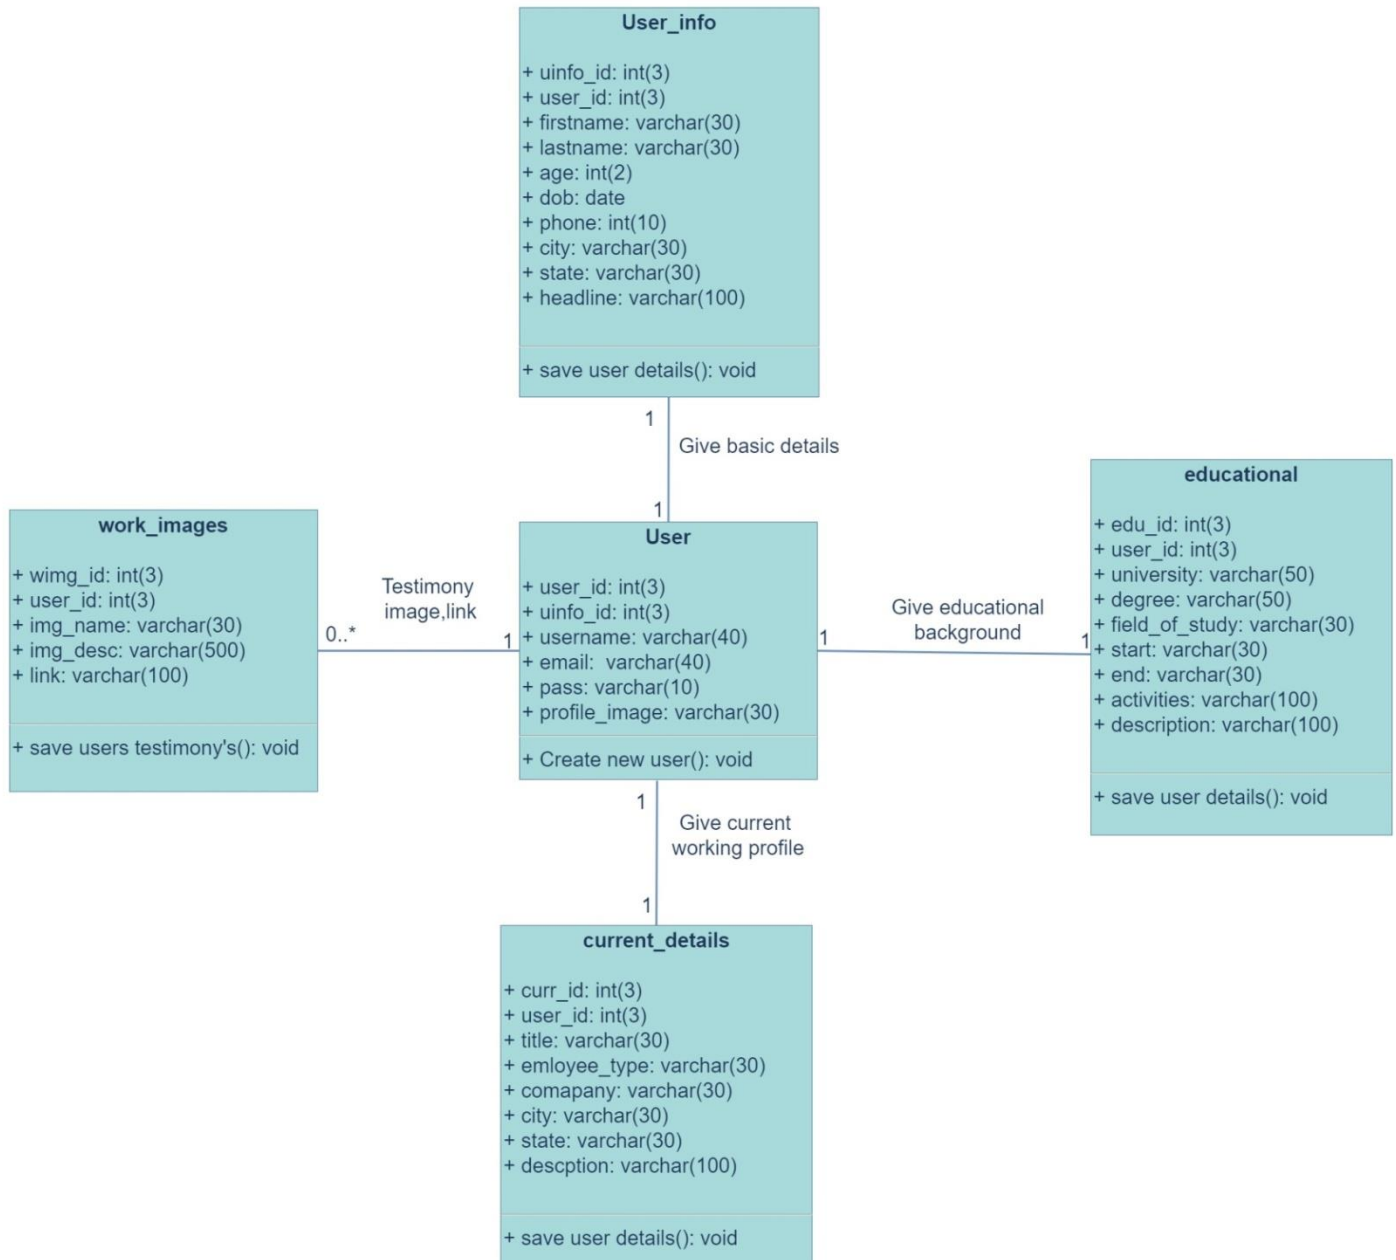 User_info
+ uinfo_id: int(3)
+ user_id: int(3)
+ firstname: varchar(30)
+ lastname: varchar(30)
+ age: int(2)
+ dob: date
+ phone: int(10)
+ city: varchar(30)
+ state: varchar(30)
+ headline: varchar(100)
+ save user details(): void
1
Give basic details
1
work_images
+ wimg_id: int(3)
+ user_id: int(3)
+ img_name: varchar(30)
+ img_desc: varchar(500)
+ link: varchar(100)
+ save users testimony's(): void
Testimony
image,link
0..*
1
User
+ user_id: int(3)
+ uinfo_id: int(3)
+ username: varchar(40)
+ email:  varchar(40)
+ pass: varchar(10)
+ profile_image: varchar(30)
+ Create new user(): void
Give educational
background
1
1
educational
+ edu_id: int(3)
+ user_id: int(3)
+ university: varchar(50)
+ degree: varchar(50)
+ field_of_study: varchar(30)
+ start: varchar(30)
+ end: varchar(30)
+ activities: varchar(100)
+ description: varchar(100)
+ save user details(): void
1
Give current
working profile
1
current_details
+ curr_id: int(3)
+ user_id: int(3)
+ title: varchar(30)
+ emloyee_type: varchar(30)
+ comapany: varchar(30)
+ city: varchar(30)
+ state: varchar(30)
+ descption: varchar(100)
+ save user details(): void